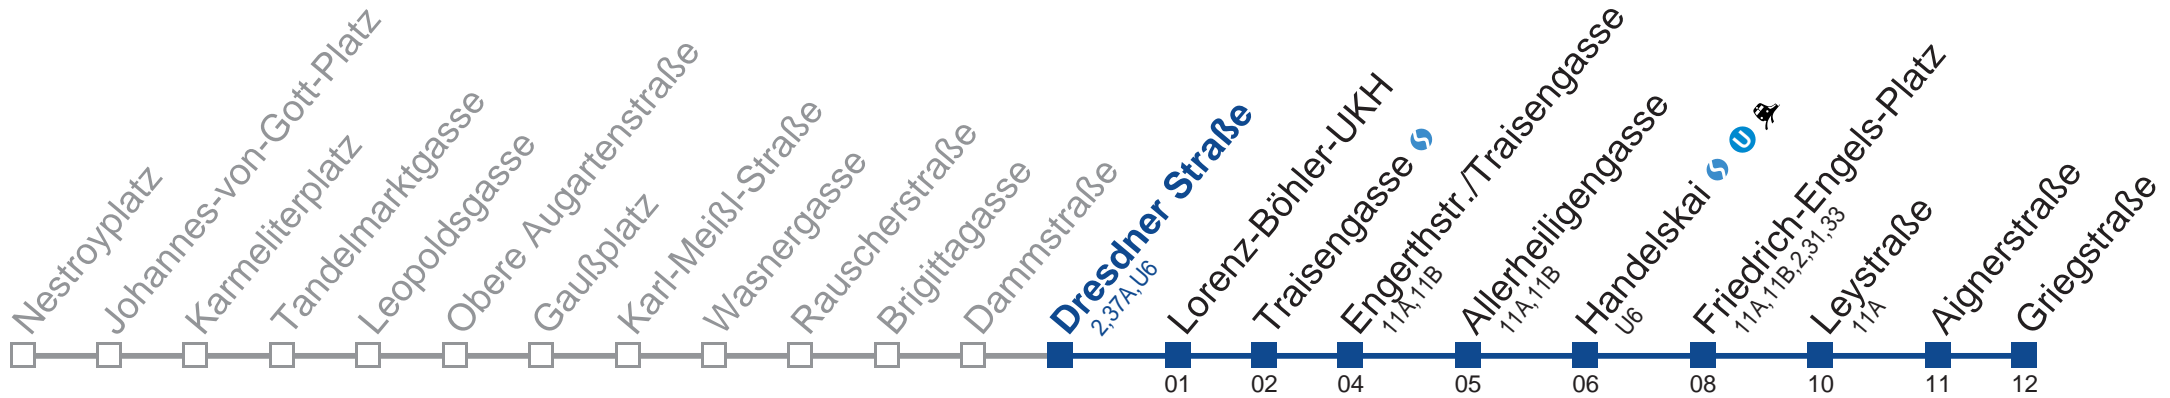 Nestroyplatz
Johannes-von-Gott-Platz
Karmeliterplatz
Tandelmarktgasse
Leopoldsgasse
Obere Augartenstraße
Gaußplatz
Karl-Meißl-Straße
Wasnergasse
Rauscherstraße
Brigittagasse
Dammstraße
Dresdner Straße
2,37A,U6
Lorenz-Böhler-UKH
01
Traisengasse
02
Engerthstr./Traisengasse
11A,11B
04
Allerheiligengasse
11A,11B
05
Handelskai U
U6
06
Friedrich-Engels-Platz
11A,11B,2,31,33
08
Leystraße
11A
10
Aignerstraße
11
Griegstraße
12